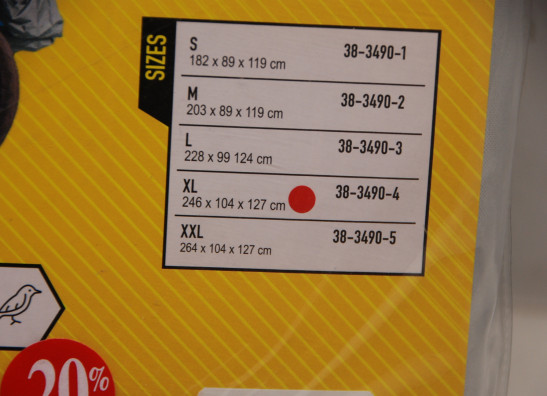 SIZES
S
182 x 89 x 119 cm
38-3490-1
M
203 x 89 x 119 cm
38-3490-2
L
228 x 99 124 cm
38-3490-3
XL
246 x 104 x 127 cm
38-3490-4
XXL
264 x 104 x 127 cm
38-3490-5
20%